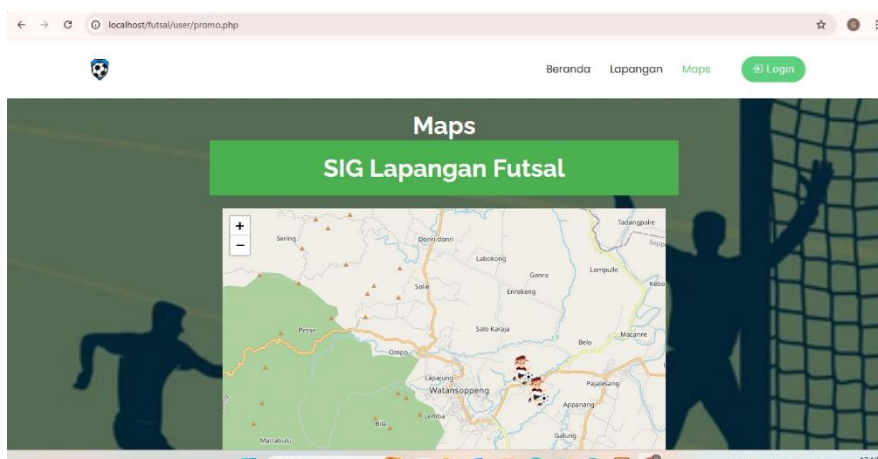 localhost/futsal/user/promo.php
G
Beranda Lapangan Maps Login
Maps
SIG Lapangan Futsal
+
−
Tadangpalie
Sering
Donri-donri
Labokong
Ganra
Lompulle
Solie
Enrekeng
Pesse
Salo Karaja
Macanre
Belo
Ompo
Lapajung
Watansoppeng
Pajalesang
Appanang
Lemba
Bila
Mattabulu
Galung